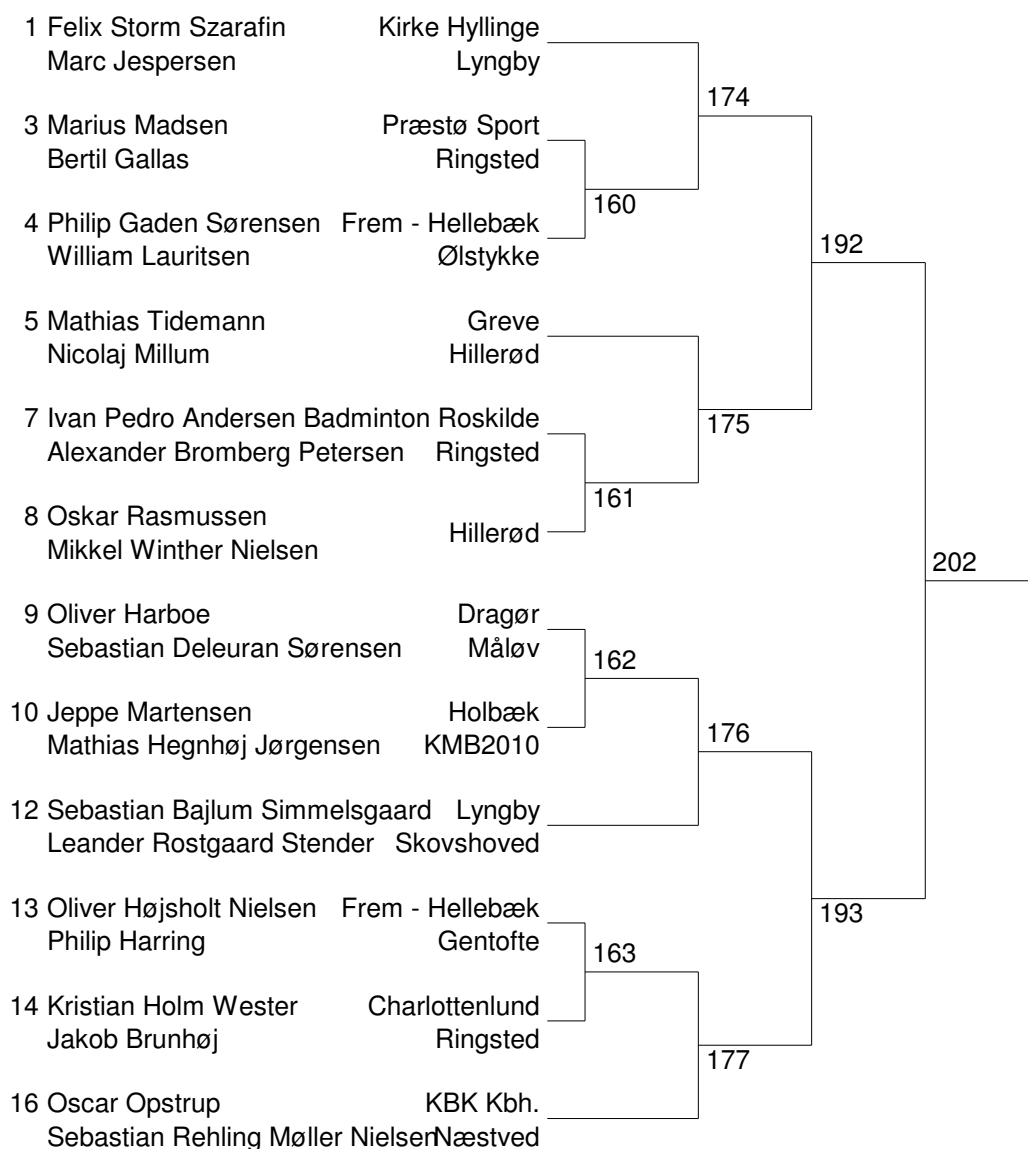 1 Felix Storm Szarafin Kirke Hyllinge
Marc Jespersen Lyngby
174
3 Marius Madsen Præstø Sport
Bertil Gallas Ringsted
160
4 Philip Gaden Sørensen Frem - Hellebæk
William Lauritsen Ølstykke
192
5 Mathias Tidemann Greve
Nicolaj Millum Hillerød
7 Ivan Pedro Andersen Badminton Roskilde
175
Alexander Bromberg Petersen Ringsted
161
8 Oskar Rasmussen
Hillerød
Mikkel Winther Nielsen
202
9 Oliver Harboe Dragør
Sebastian Deleuran Sørensen Måløv
162
10 Jeppe Martensen Holbæk
176
Mathias Hegnhøj Jørgensen KMB2010
12 Sebastian Bajlum Simmelsgaard Lyngby
Leander Rostgaard Stender Skovshoved
13 Oliver Højsholt Nielsen Frem - Hellebæk
193
Philip Harring Gentofte
163
14 Kristian Holm Wester Charlottenlund
Jakob Brunhøj Ringsted
177
16 Oscar Opstrup KBK Kbh.
Sebastian Rehling Møller Nielsen Næstved